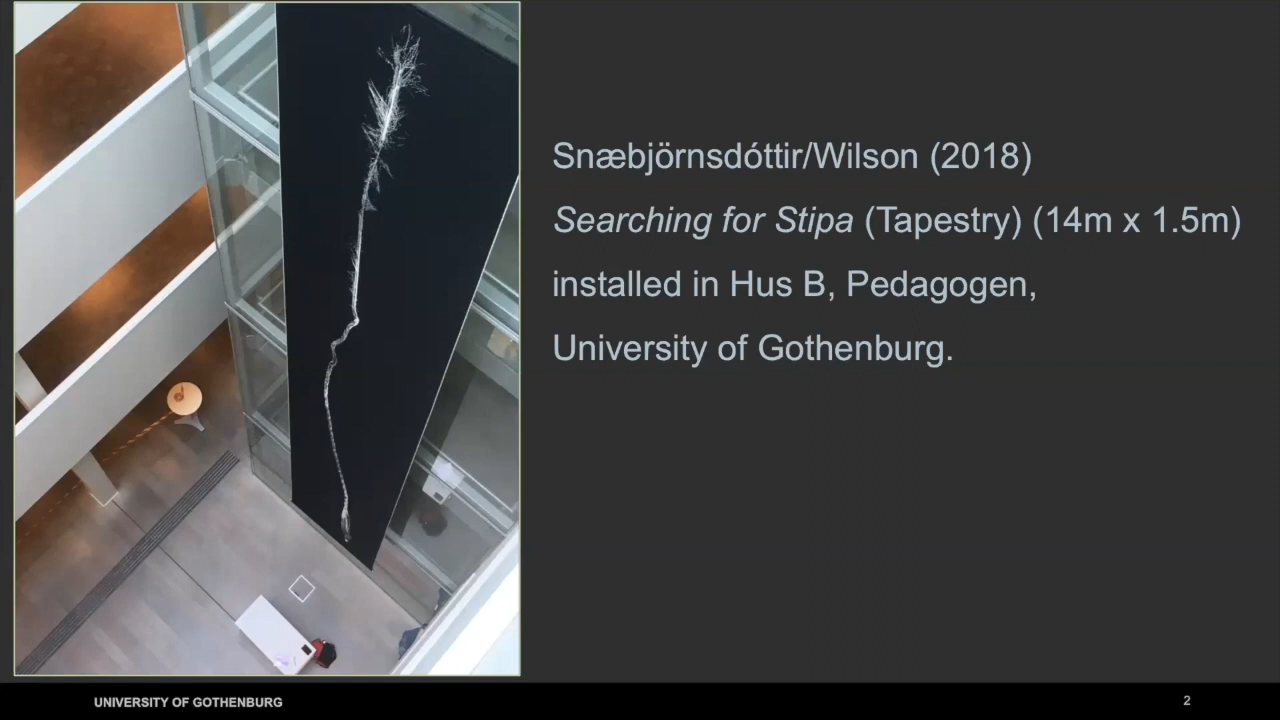 Snæbjörnsdóttir/Wilson (2018)
Searching for Stipa (Tapestry) (14m x 1.5m)
installed in Hus B, Pedagogen,
University of Gothenburg.
UNIVERSITY OF GOTHENBURG
2